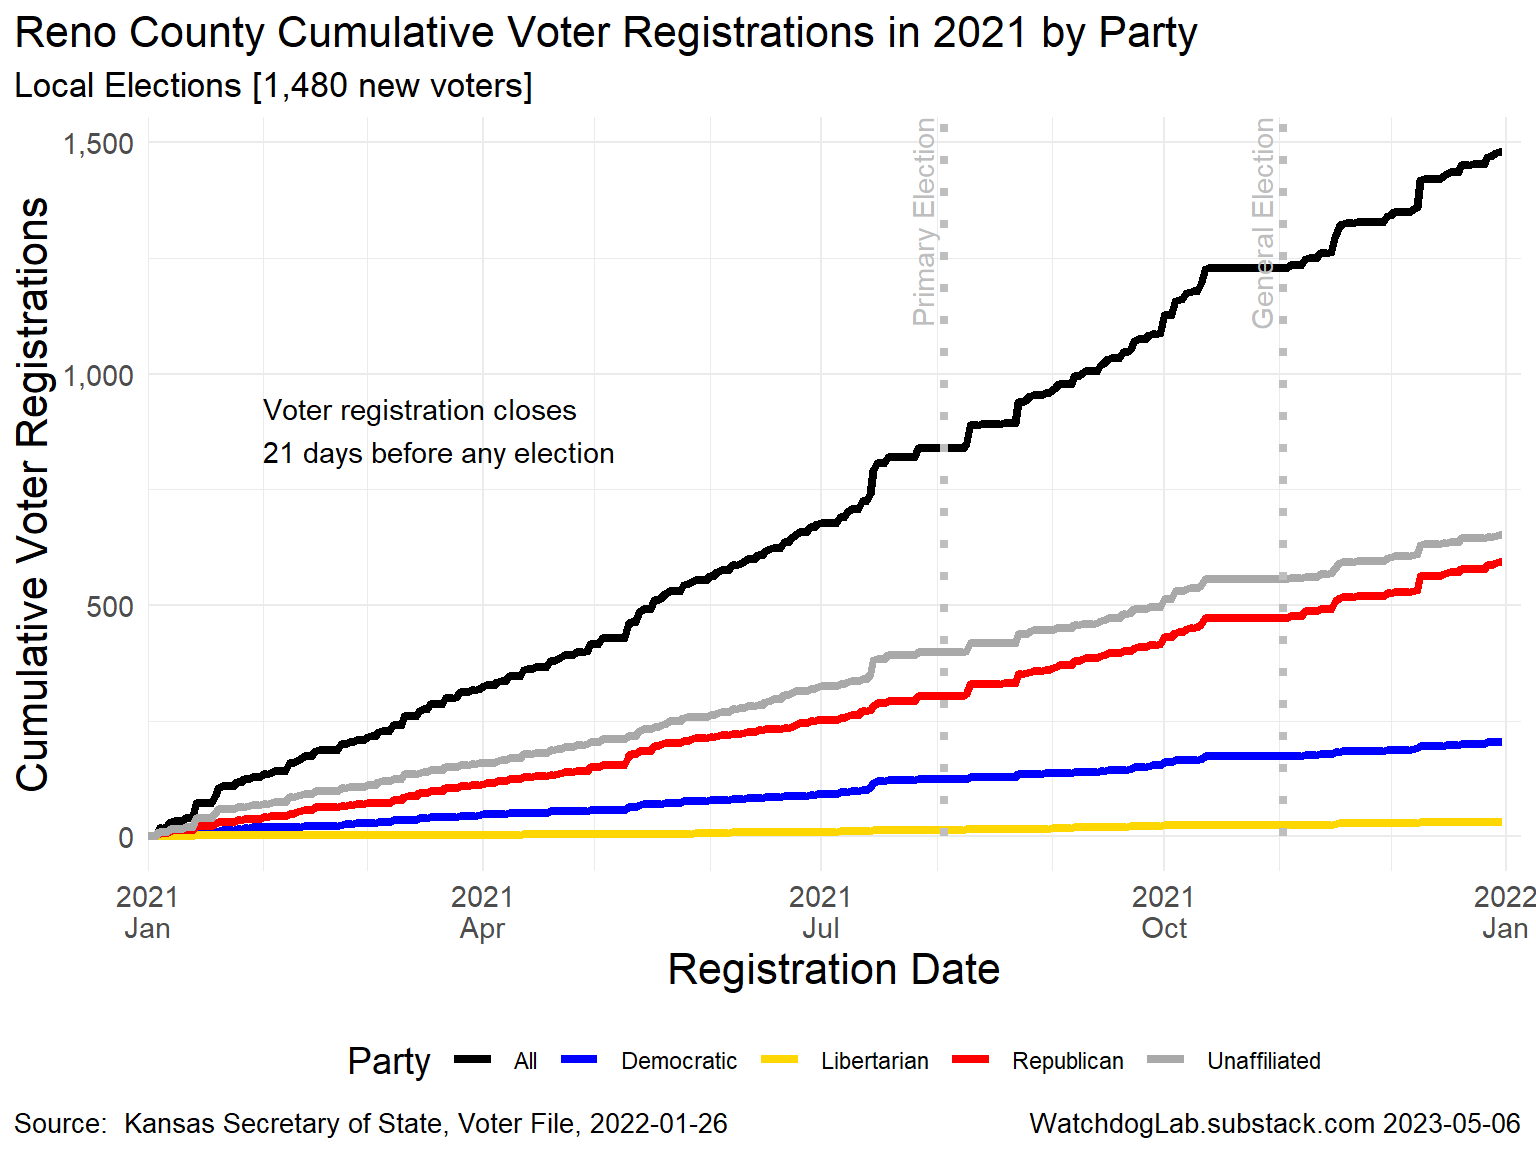 Reno County Cumulative Voter Registrations in 2021 by Party
Local Elections [1,480 new voters]
Cumulative Voter Registrations
1,500
1,000
500
0
Primary Election
General Election
Voter registration closes
21 days before any election
2021
Jan
2021
Apr
2021
Jul
2021
Oct
2022
Jan
Registration Date
Party All Democratic Libertarian Republican Unaffiliated
Source:  Kansas Secretary of State, Voter File, 2022-01-26
WatchdogLab.substack.com 2023-05-06